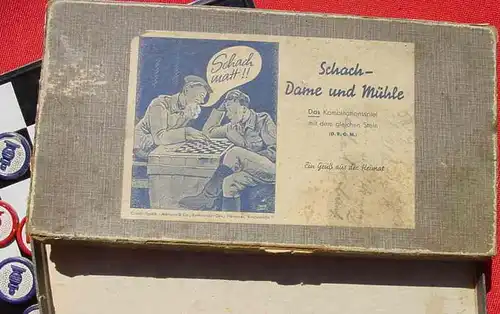 Schach
matt!!
Schach-
Dame und Mühle
Das Kombinationsspiel
mit dem gleichen Stein
(D. R. G. M.)
Ein Gruß aus der Heimat